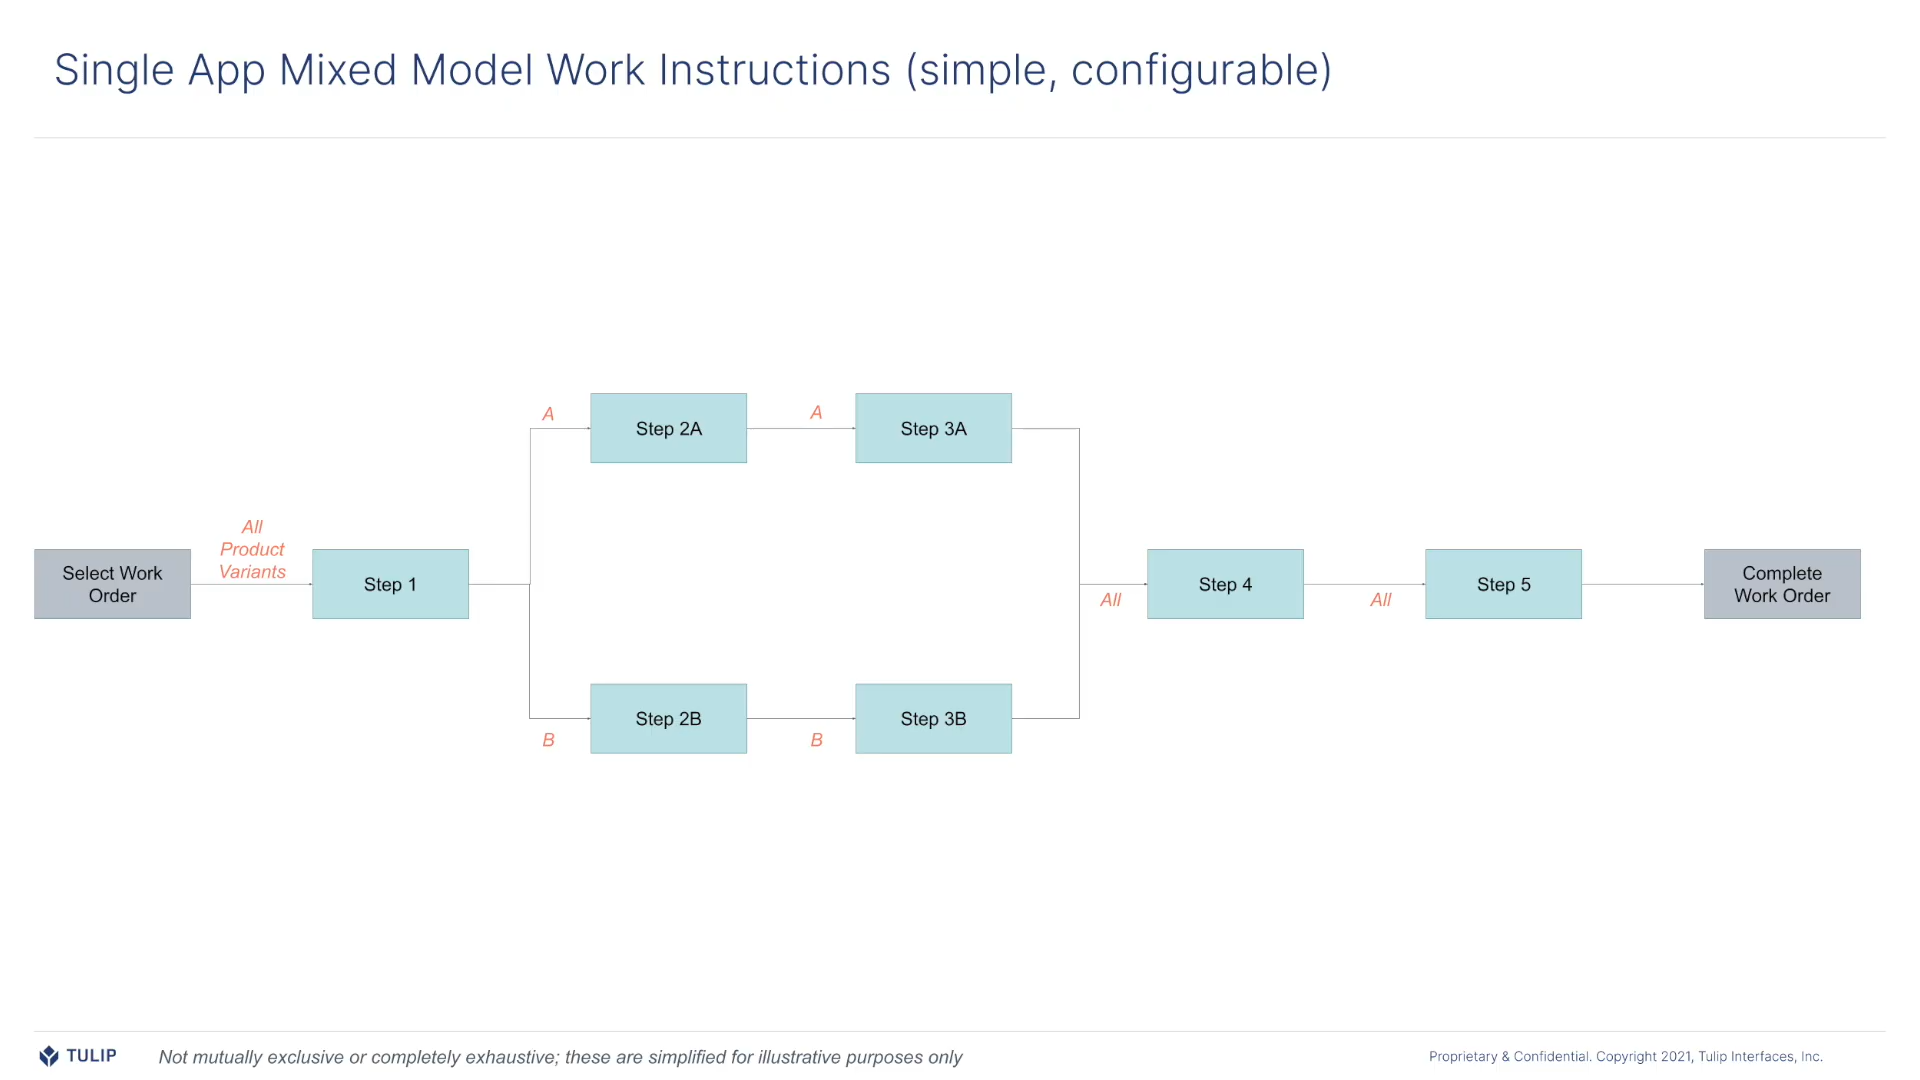 Single App Mixed Model Work Instructions (simple, configurable)
A
Step 2A
A
Step 3A
Select Work
Order
All
Product
Variants
Step 1
All
Step 4
All
Step 5
Complete
Work Order
B
Step 2B
B
Step 3B
TULIP
Not mutually exclusive or completely exhaustive; these are simplified for illustrative purposes only
Proprietary & Confidential. Copyright 2021, Tulip Interfaces, Inc.